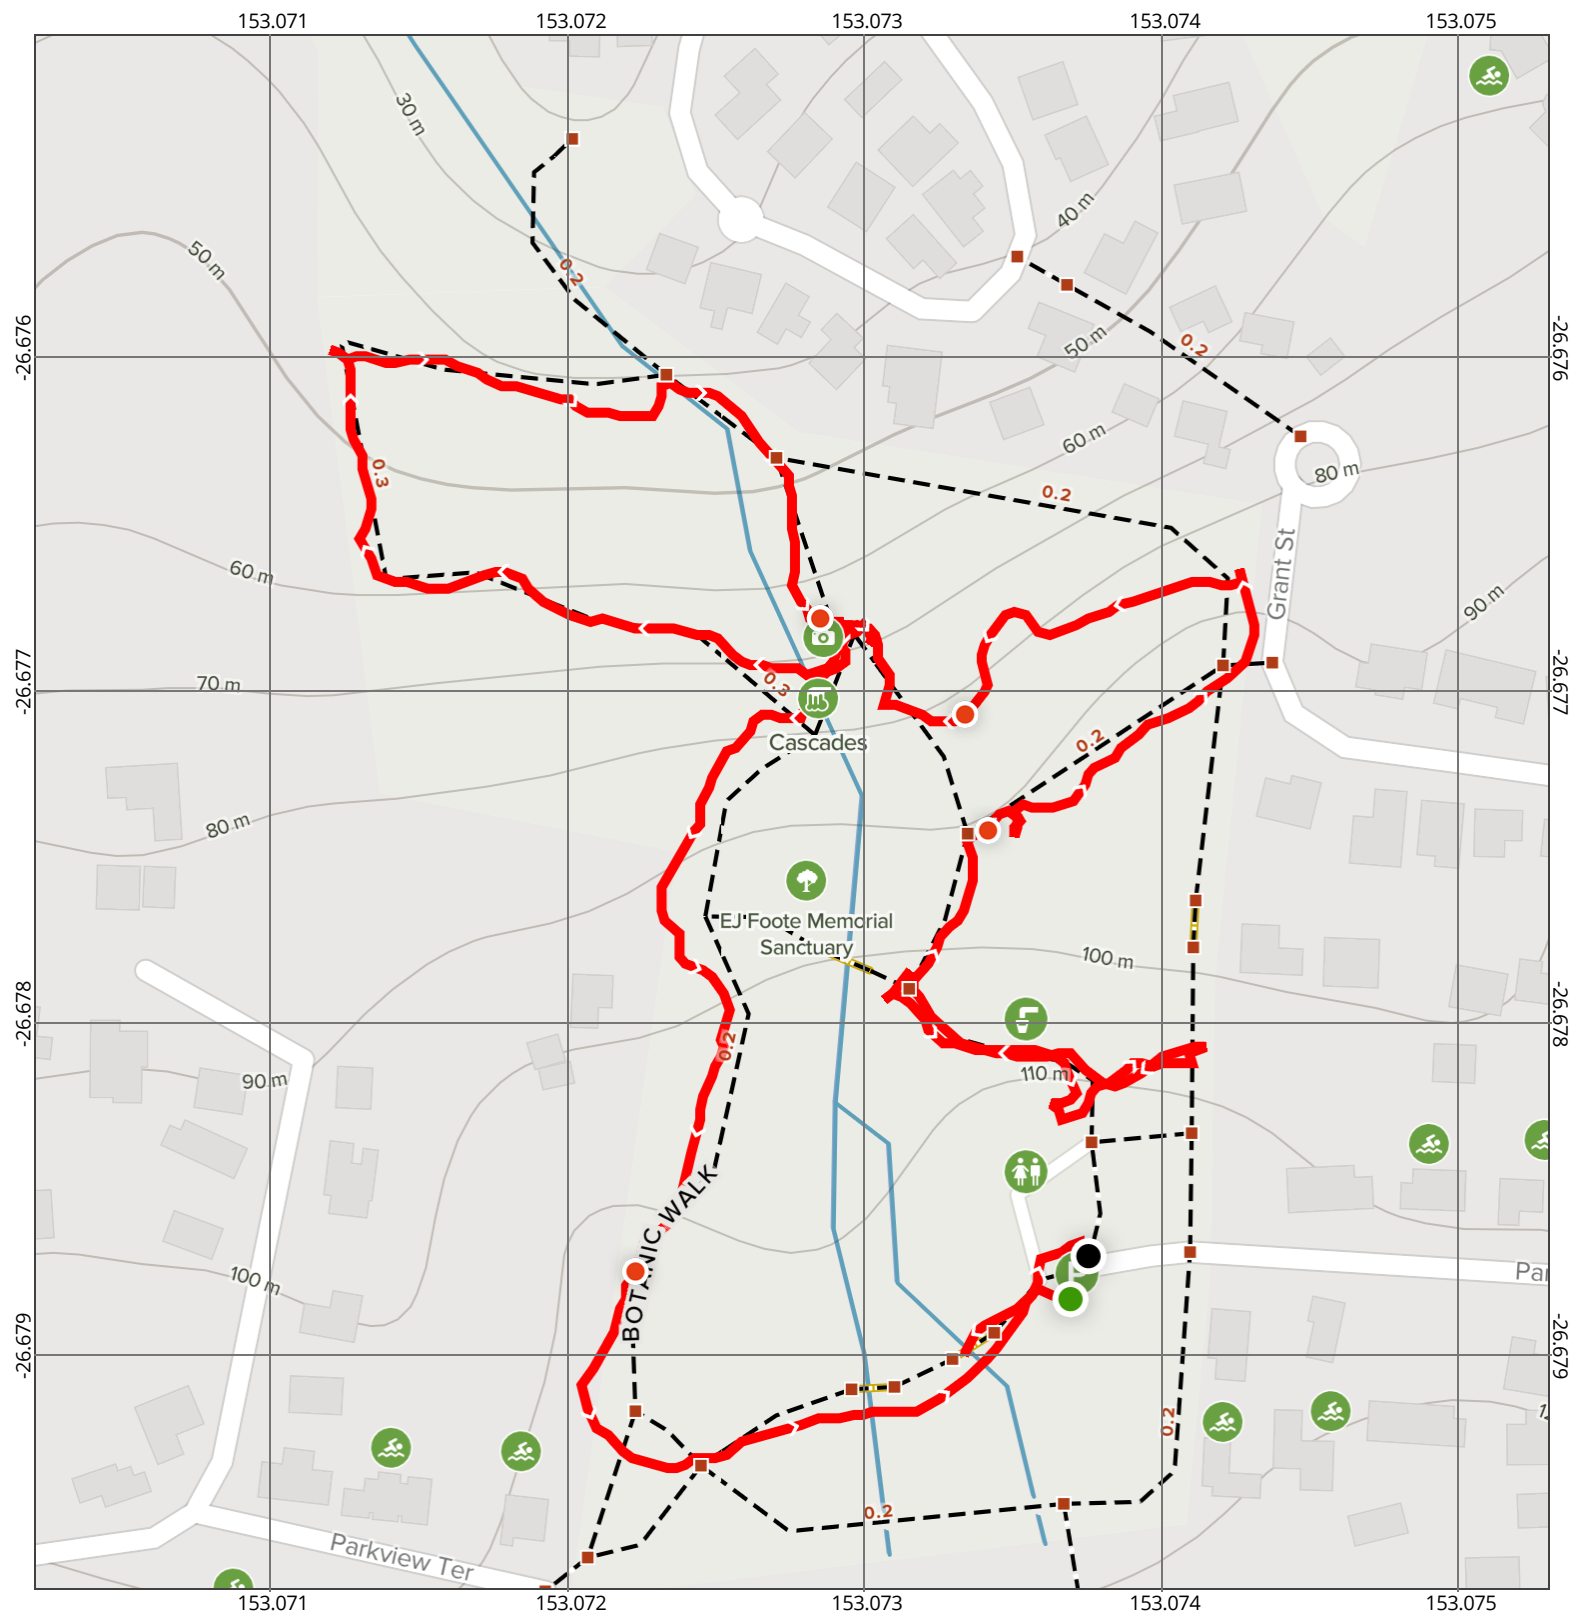 153.071 153.072 153.073 153.074 153.075
30 m
50 m
40 m
0.2
-26.676
-26.676
50 m
0.2
60 m
80 m
0.3
0.2
Grant St
60 m
90 m
-26.677
-26.677
70 m
0.3
0.2
Cascades
80 m
EJ Foote Memorial
Sanctuary
100 m
-26.678
-26.678
0.2
90 m
110 m
BOTANIC WALK
100 m
Par
-26.679
-26.679
0.2
0.2
Parkview Ter
153.071 153.072 153.073 153.074 153.075